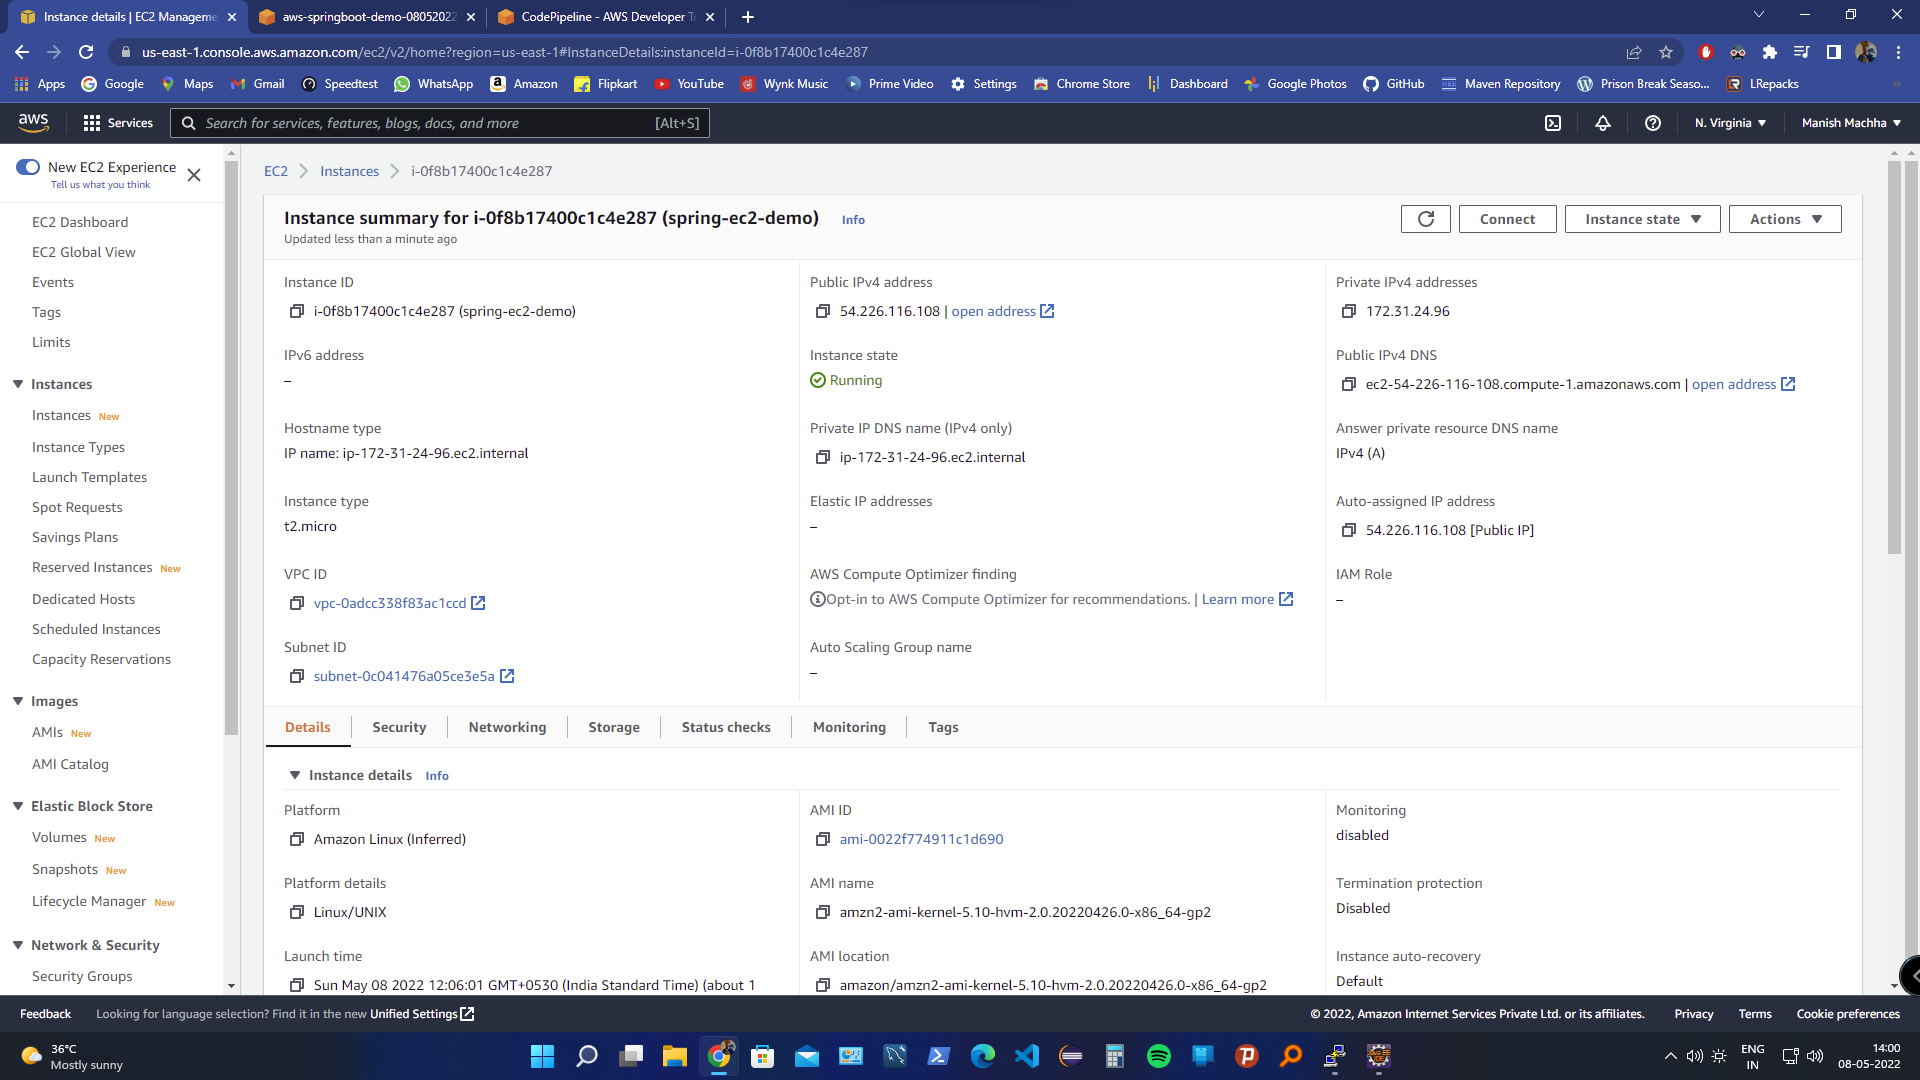 Instance details | EC2 Manageme
aws-springboot-demo-08052022
CodePipeline - AWS Developer To
us-east-1.console.aws.amazon.com/ec2/v2/home?region=us-east-1#InstanceDetails:instanceId=i-0f8b17400c1c4e287
Apps
Google
Maps
Gmail
Speedtest
WhatsApp
Amazon
Flipkart
YouTube
Wynk Music
Prime Video
Settings
Chrome Store
Dashboard
Google Photos
GitHub
Maven Repository
Prison Break Seaso...
LRepacks
aws
Services
Search for services, features, blogs, docs, and more
[Alt+S]
N. Virginia
Manish Machha
New EC2 Experience
Tell us what you think
EC2 Dashboard
EC2 Global View
Events
Tags
Limits
Instances
Instances New
Instance Types
Launch Templates
Spot Requests
Savings Plans
Reserved Instances New
Dedicated Hosts
Scheduled Instances
Capacity Reservations
Images
AMIs New
AMI Catalog
Elastic Block Store
Volumes New
Snapshots New
Lifecycle Manager New
Network & Security
Security Groups
EC2
Instances
i-0f8b17400c1c4e287
Instance summary for i-0f8b17400c1c4e287 (spring-ec2-demo) Info
Updated less than a minute ago
Connect
Instance state
Actions
Instance ID
i-0f8b17400c1c4e287 (spring-ec2-demo)
Public IPv4 address
54.226.116.108 | open address
Private IPv4 addresses
172.31.24.96
IPv6 address
–
Instance state
Running
Public IPv4 DNS
ec2-54-226-116-108.compute-1.amazonaws.com | open address
Hostname type
IP name: ip-172-31-24-96.ec2.internal
Private IP DNS name (IPv4 only)
ip-172-31-24-96.ec2.internal
Answer private resource DNS name
IPv4 (A)
Instance type
t2.micro
Elastic IP addresses
–
Auto-assigned IP address
54.226.116.108 [Public IP]
VPC ID
vpc-0adcc338f83ac1ccd
AWS Compute Optimizer finding
Opt-in to AWS Compute Optimizer for recommendations. | Learn more
IAM Role
–
Subnet ID
subnet-0c041476a05ce3e5a
Auto Scaling Group name
–
Details
Security
Networking
Storage
Status checks
Monitoring
Tags
Instance details Info
Platform
Amazon Linux (Inferred)
AMI ID
ami-0022f774911c1d690
Monitoring
disabled
Platform details
Linux/UNIX
AMI name
amzn2-ami-kernel-5.10-hvm-2.0.20220426.0-x86_64-gp2
Termination protection
Disabled
Launch time
Sun May 08 2022 12:06:01 GMT+0530 (India Standard Time) (about 1
AMI location
amazon/amzn2-ami-kernel-5.10-hvm-2.0.20220426.0-x86_64-gp2
Instance auto-recovery
Default
Feedback
Looking for language selection? Find it in the new Unified Settings
© 2022, Amazon Internet Services Private Ltd. or its affiliates.
Privacy
Terms
Cookie preferences
36°C
Mostly sunny
ENG
IN
14:00
08-05-2022